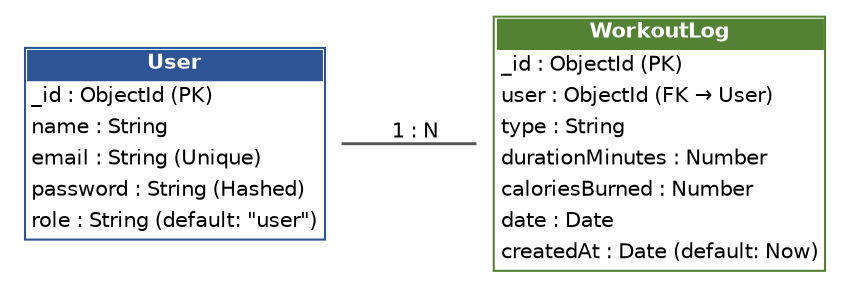 User
_id : ObjectId (PK)
name : String
email : String (Unique)
password : String (Hashed)
role : String (default: "user")
1 : N
WorkoutLog
_id : ObjectId (PK)
user : ObjectId (FK → User)
type : String
durationMinutes : Number
caloriesBurned : Number
date : Date
createdAt : Date (default: Now)